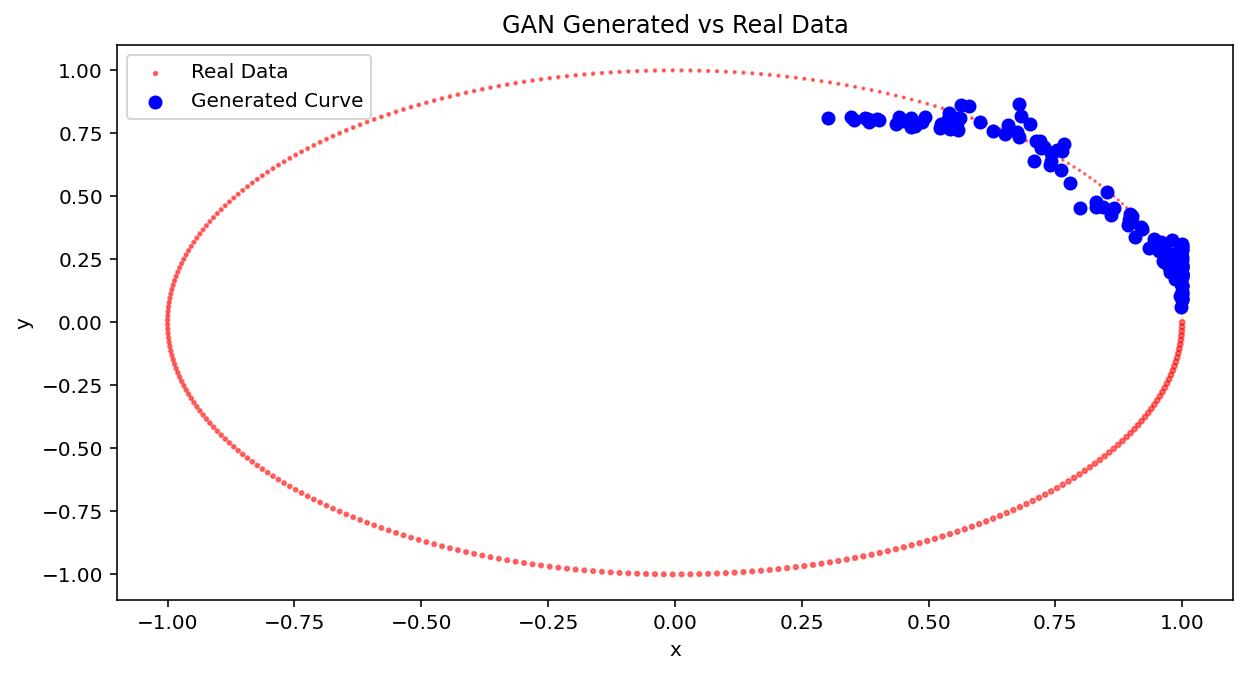 GAN Generated vs Real Data
Real Data
Generated Curve
1.00
0.75
0.50
0.25
0.00
−0.25
−0.50
−0.75
−1.00
y
−1.00 −0.75 −0.50 −0.25 0.00 0.25 0.50 0.75 1.00
x